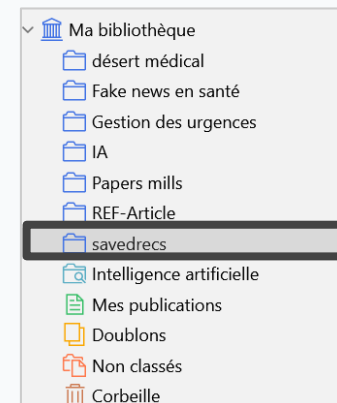 Ma bibliothèque
désert médical
Fake news en santé
Gestion des urgences
IA
Papers mills
REF-Article
savedrecs
Intelligence artificielle
Mes publications
Doublons
Non classés
Corbeille